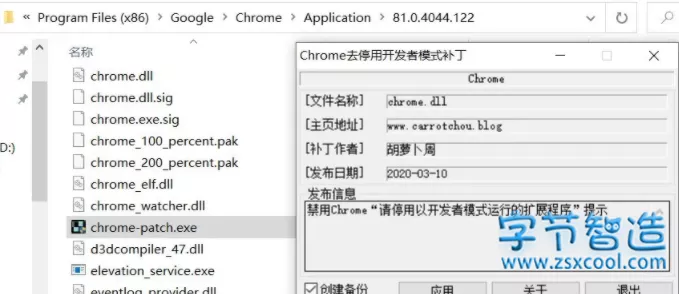 Program Files (x86) > Google > Chrome > Application > 81.0.4044.122
名称
chrome.dll
chrome.dll.sig
chrome.exe.sig
chrome_100_percent.pak
chrome_200_percent.pak
chrome_elf.dll
chrome_watcher.dll
chrome-patch.exe
d3dcompiler_47.dll
elevation_service.exe
eventlog_provider.dll
D:)
Chrome去停用开发者模式补丁
Chrome
[文件名称] chrome.dll
[主页地址] www.carrotchou.blog
[补丁作者] 胡萝卜周
[发布日期] 2020-03-10
发布信息
禁用Chrome“请停用以开发者模式运行的扩展程序”提示
字节智造
www.zsxcool.com
创建备份 应用 关于 退出